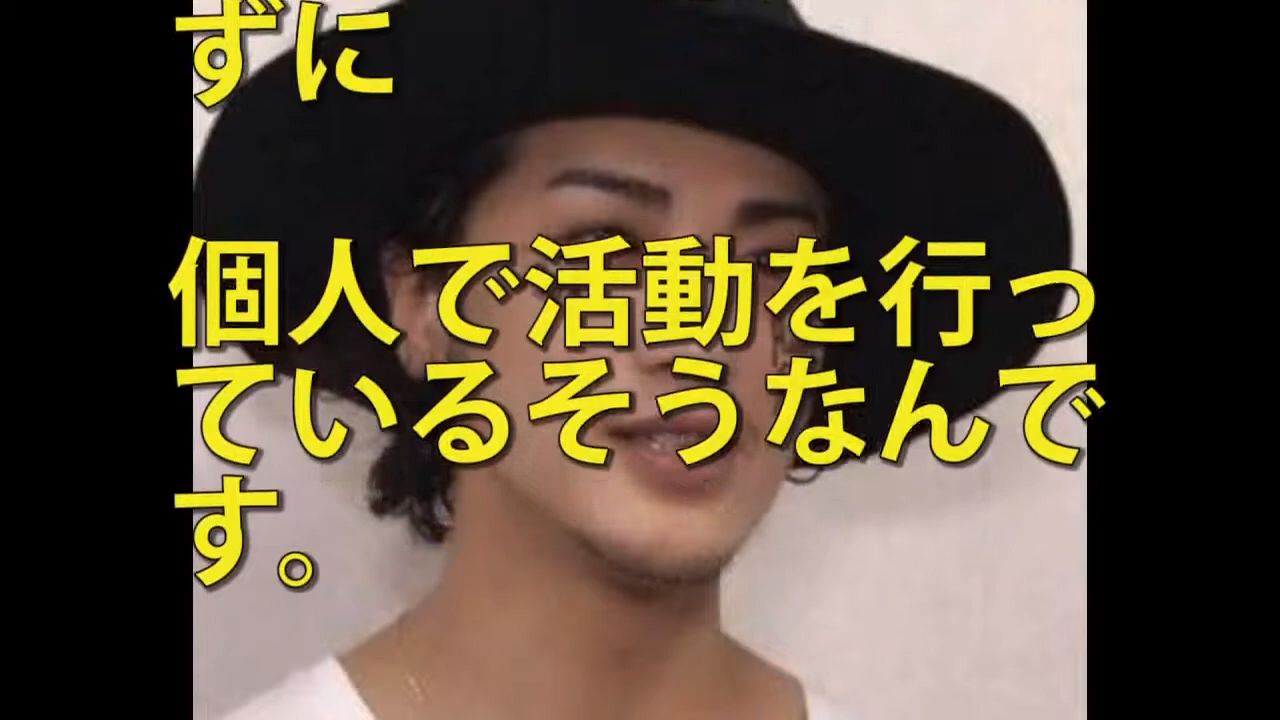 ずに
個人で活動を行っ
ているそうなんで
す。